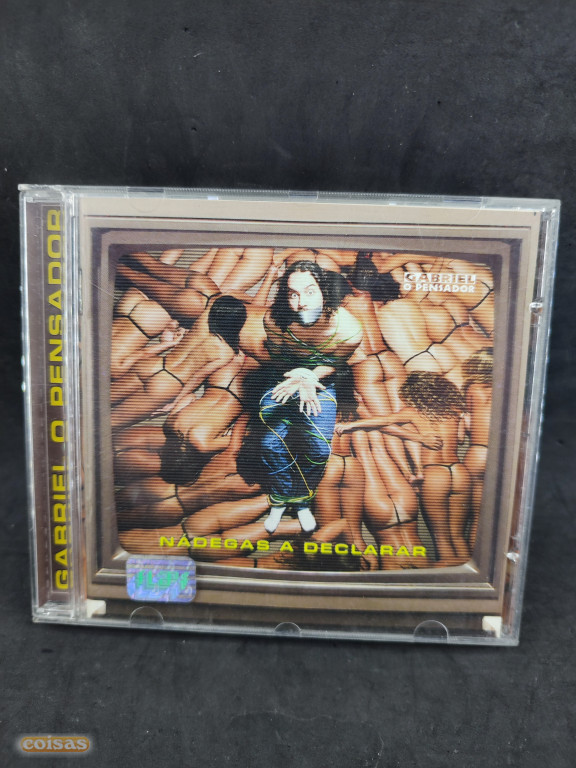 GABRIEL O PENSADOR
GABRIEL
O PENSADOR
NÁDEGAS A DECLARAR
coisas